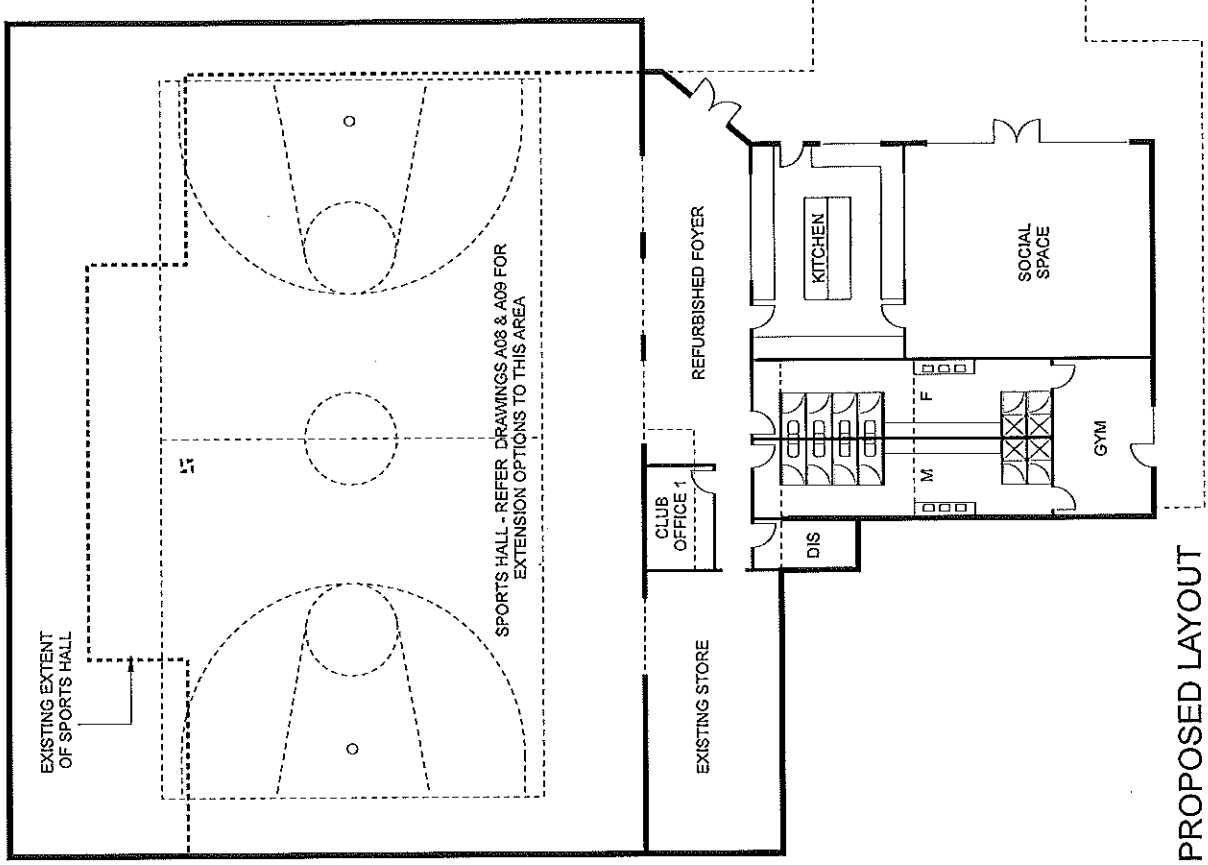 EXISTING EXTENT
OF SPORTS HALL
SPORTS HALL - REFER DRAWINGS A08 & A09 FOR
EXTENSION OPTIONS TO THIS AREA
EXISTING STORE
CLUB
OFFICE 1
REFURBISHED FOYER
DIS
M
F
KITCHEN
GYM
SOCIAL
SPACE
PROPOSED LAYOUT